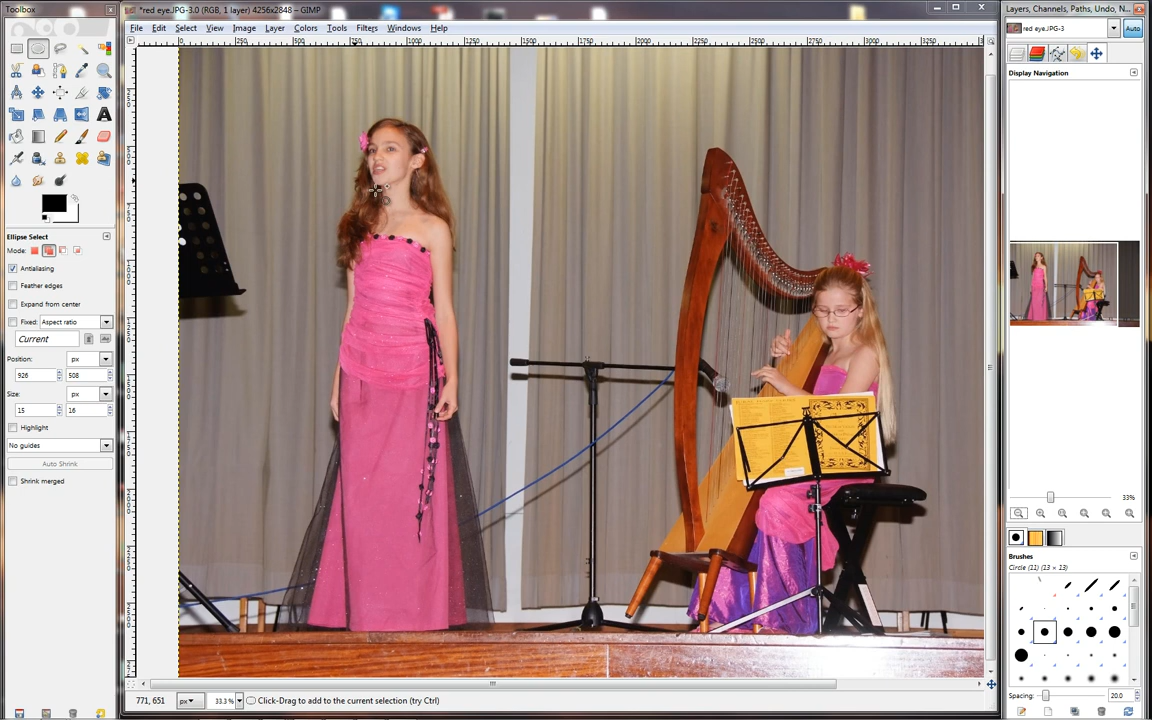 Toolbox
*red eye.JPG-3.0 (RGB, 1 layer) 4256x2848 – GIMP
Layers, Channels, Paths, Undo, N...
File Edit Select View Image Layer Colors Tools Filters Windows Help
red eye.JPG-3
Auto
Display Navigation
Ellipse Select
Mode:
Antialiasing
Feather edges
Expand from center
Fixed: Aspect ratio
Current
Position:
px
926
508
Size:
px
15
16
Highlight
No guides
Auto Shrink
Shrink merged
33%
Brushes
Circle (11) (13 × 13)
Spacing:
20.0
771, 651
px
33.3 %
Click-Drag to add to the current selection (try Ctrl)